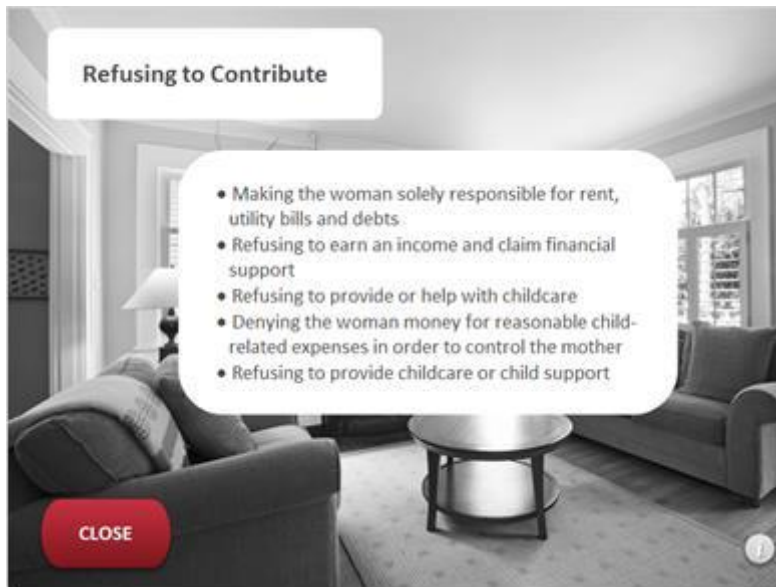 Refusing to Contribute
• Making the woman solely responsible for rent,
utility bills and debts
• Refusing to earn an income and claim financial
support
• Refusing to provide or help with childcare
• Denying the woman money for reasonable child-
related expenses in order to control the mother
• Refusing to provide childcare or child support
CLOSE
i